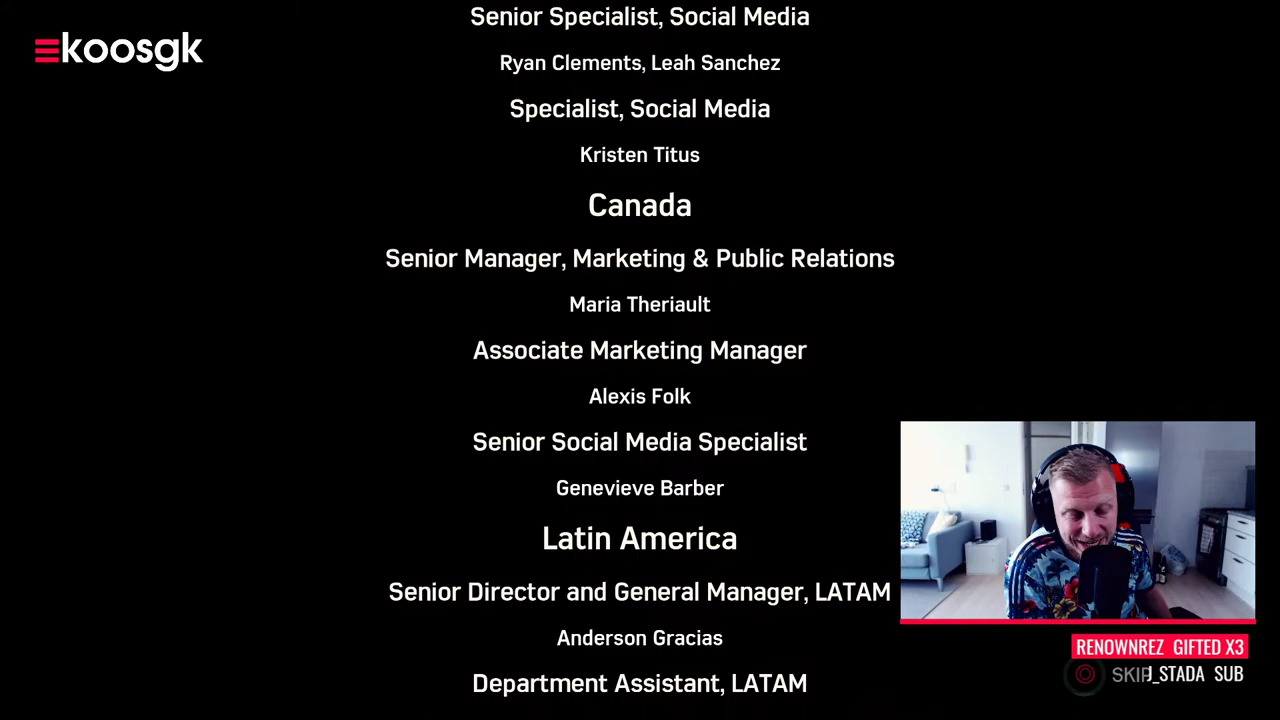 Senior Specialist, Social Media
koosgk
Ryan Clements, Leah Sanchez
Specialist, Social Media
Kristen Titus
Canada
Senior Manager, Marketing & Public Relations
Maria Theriault
Associate Marketing Manager
Alexis Folk
Senior Social Media Specialist
Genevieve Barber
Latin America
Senior Director and General Manager, LATAM
Anderson Gracias
RENOWNREZ GIFTED X3
SKIP
J_STADA SUB
Department Assistant, LATAM